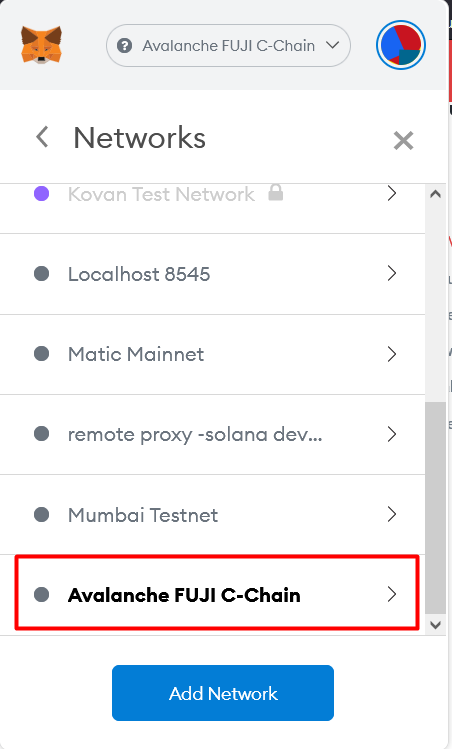 Avalanche FUJI C-Chain
Networks
Kovan Test Network
Localhost 8545
Matic Mainnet
remote proxy -solana dev...
Mumbai Testnet
Avalanche FUJI C-Chain
Add Network